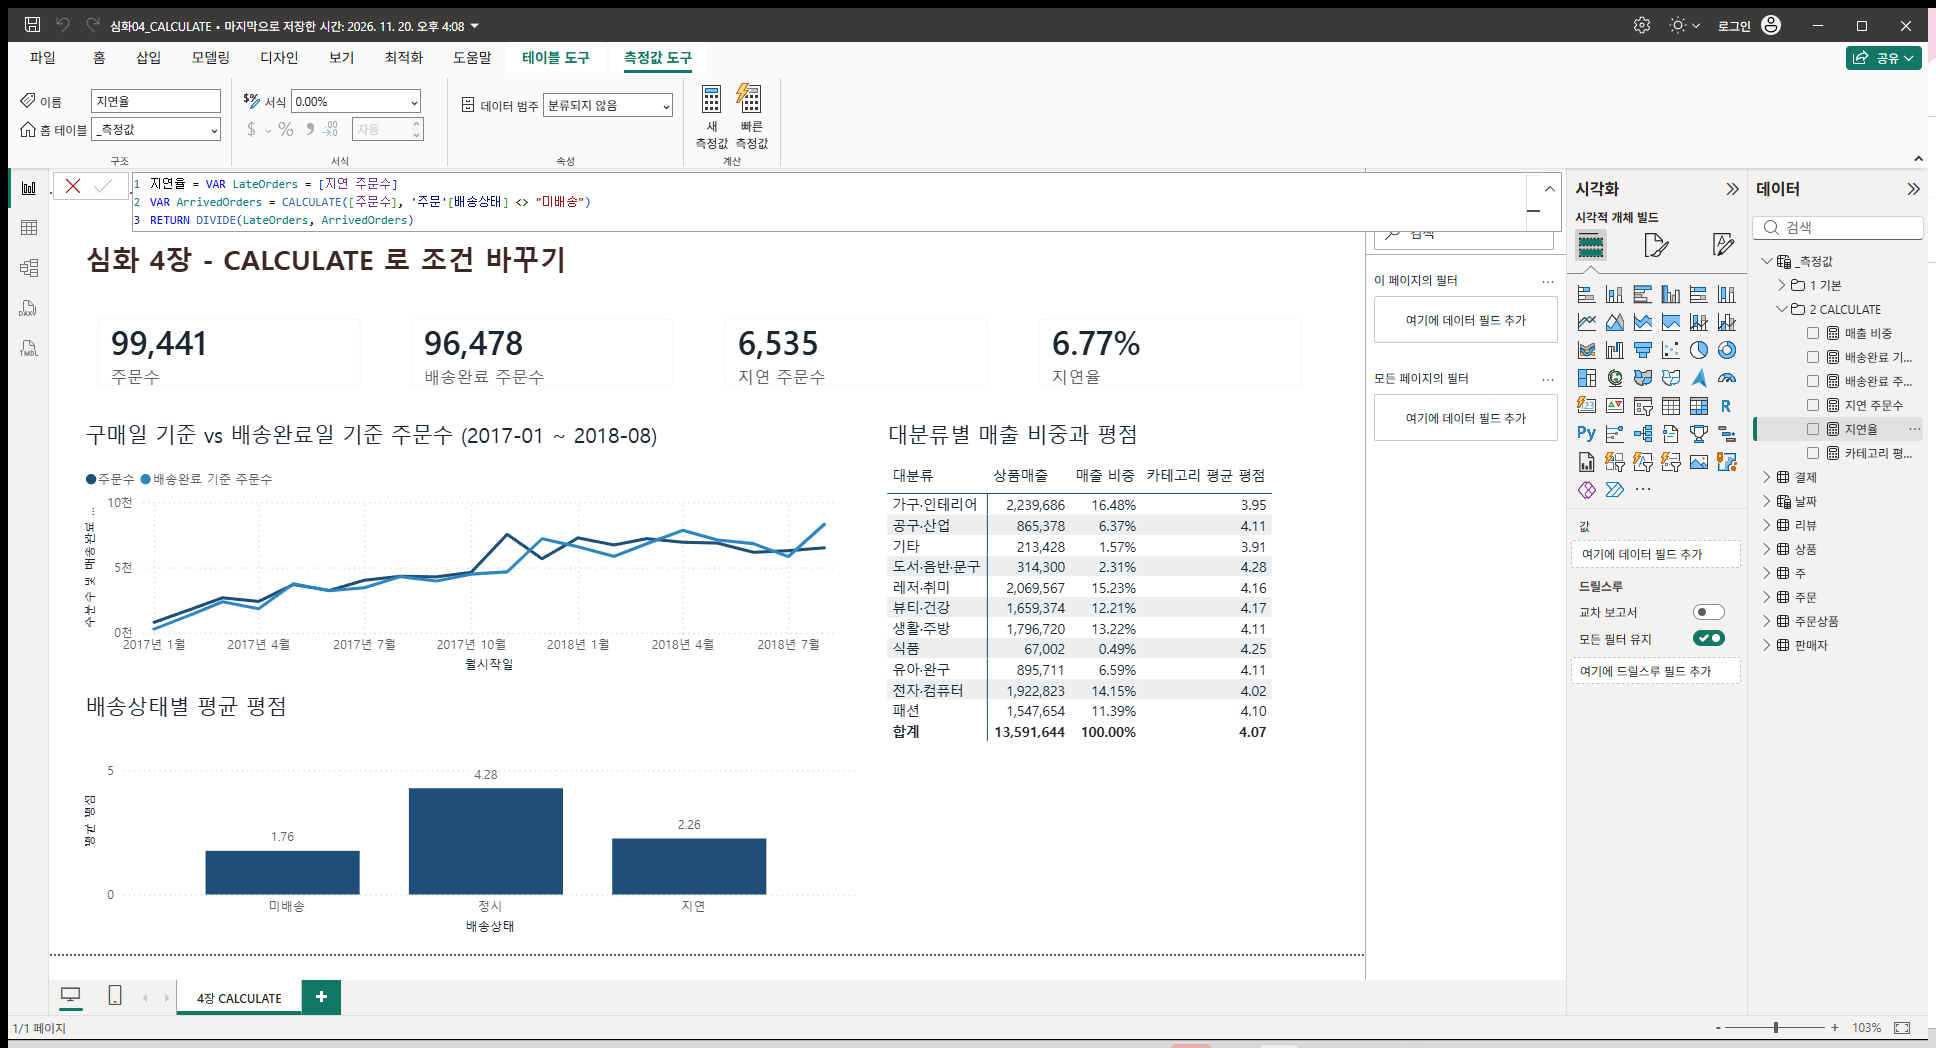 심화04_CALCULATE • 마지막으로 저장한 시간: 2026. 11. 20. 오후 4:08
로그인
파일 홈 삽입 모델링 디자인 보기 최적화 도움말 테이블 도구 측정값 도구
공유
이름 지연율
홈 테이블 _측정값
구조
서식 0.00%
$ % 자동
서식
데이터 범주 분류되지 않음
속성
새 측정값
빠른 측정값
계산
1 지연율 = VAR LateOrders = [지연 주문수]
2 VAR ArrivedOrders = CALCULATE([주문수], '주문'[배송상태] <> "미배송")
3 RETURN DIVIDE(LateOrders, ArrivedOrders)
DAX
TMDL
심화 4장 - CALCULATE 로 조건 바꾸기
99,441
주문수
96,478
배송완료 주문수
6,535
지연 주문수
6.77%
지연율
구매일 기준 vs 배송완료일 기준 주문수 (2017-01 ~ 2018-08)
주문수 배송완료 기준 주문수
10천
5천
0천
2017년 1월 2017년 4월 2017년 7월 2017년 10월 2018년 1월 2018년 4월 2018년 7월
월시작일
배송상태별 평균 평점
평균 평점
5
0
1.76
4.28
2.26
미배송 정시 지연
배송상태
대분류별 매출 비중과 평점
대분류 상품매출 매출 비중 카테고리 평균 평점
가구·인테리어 2,239,686 16.48% 3.95
공구·산업 865,378 6.37% 4.11
기타 213,428 1.57% 3.91
도서·음반·문구 314,300 2.31% 4.28
레저·취미 2,069,567 15.23% 4.16
뷰티·건강 1,659,374 12.21% 4.17
생활·주방 1,796,720 13.22% 4.11
식품 67,002 0.49% 4.25
유아·완구 895,711 6.59% 4.11
전자·컴퓨터 1,922,823 14.15% 4.02
패션 1,547,654 11.39% 4.10
합계 13,591,644 100.00% 4.07
검색
이 페이지의 필터 ...
여기에 데이터 필드 추가
모든 페이지의 필터 ...
여기에 데이터 필드 추가
시각화
시각적 개체 빌드
123
R
Py
...
값
여기에 데이터 필드 추가
드릴스루
교차 보고서
모든 필터 유지
여기에 드릴스루 필드 추가
데이터
검색
_측정값
1 기본
2 CALCULATE
매출 비중
배송완료 기...
배송완료 주...
지연 주문수
지연율 ...
카테고리 평...
결제
날짜
리뷰
상품
주
주문
주문상품
판매자
4장 CALCULATE
+
1/1 페이지
- + 103%